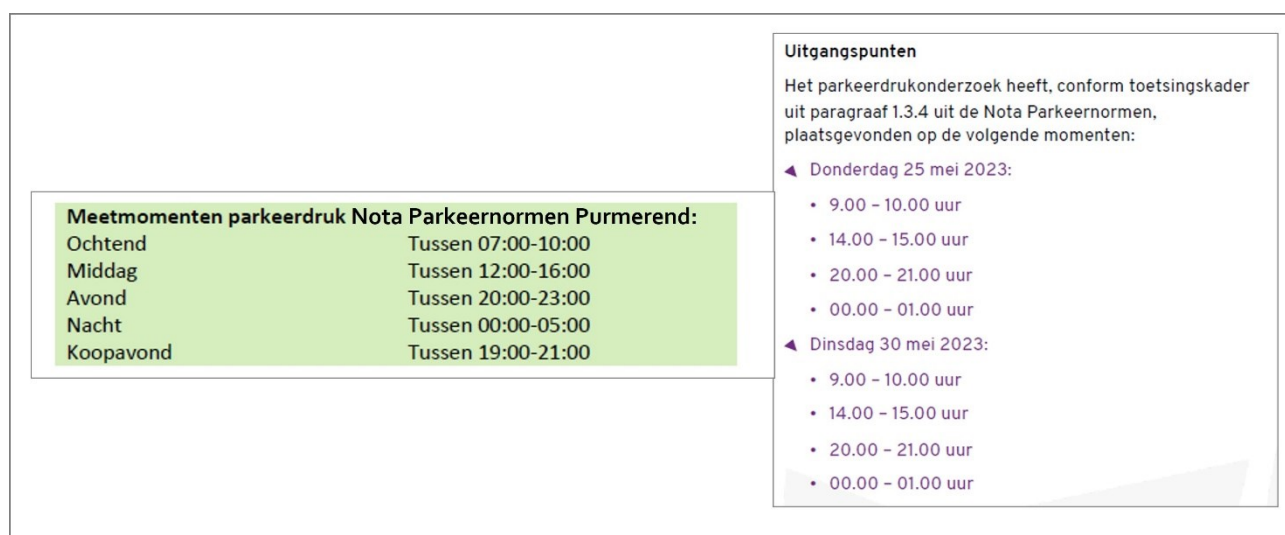 Meetmomenten parkeerdruk Nota Parkeernormen Purmerend:
Ochtend Tussen 07:00-10:00
Middag Tussen 12:00-16:00
Avond Tussen 20:00-23:00
Nacht Tussen 00:00-05:00
Koopavond Tussen 19:00-21:00
Uitgangspunten
Het parkeerdrukonderzoek heeft, conform toetsingskader
uit paragraaf 1.3.4 uit de Nota Parkeernormen,
plaatsgevonden op de volgende momenten:
Donderdag 25 mei 2023:
• 9.00 – 10.00 uur
• 14.00 – 15.00 uur
• 20.00 – 21.00 uur
• 00.00 – 01.00 uur
Dinsdag 30 mei 2023:
• 9.00 – 10.00 uur
• 14.00 – 15.00 uur
• 20.00 – 21.00 uur
• 00.00 – 01.00 uur